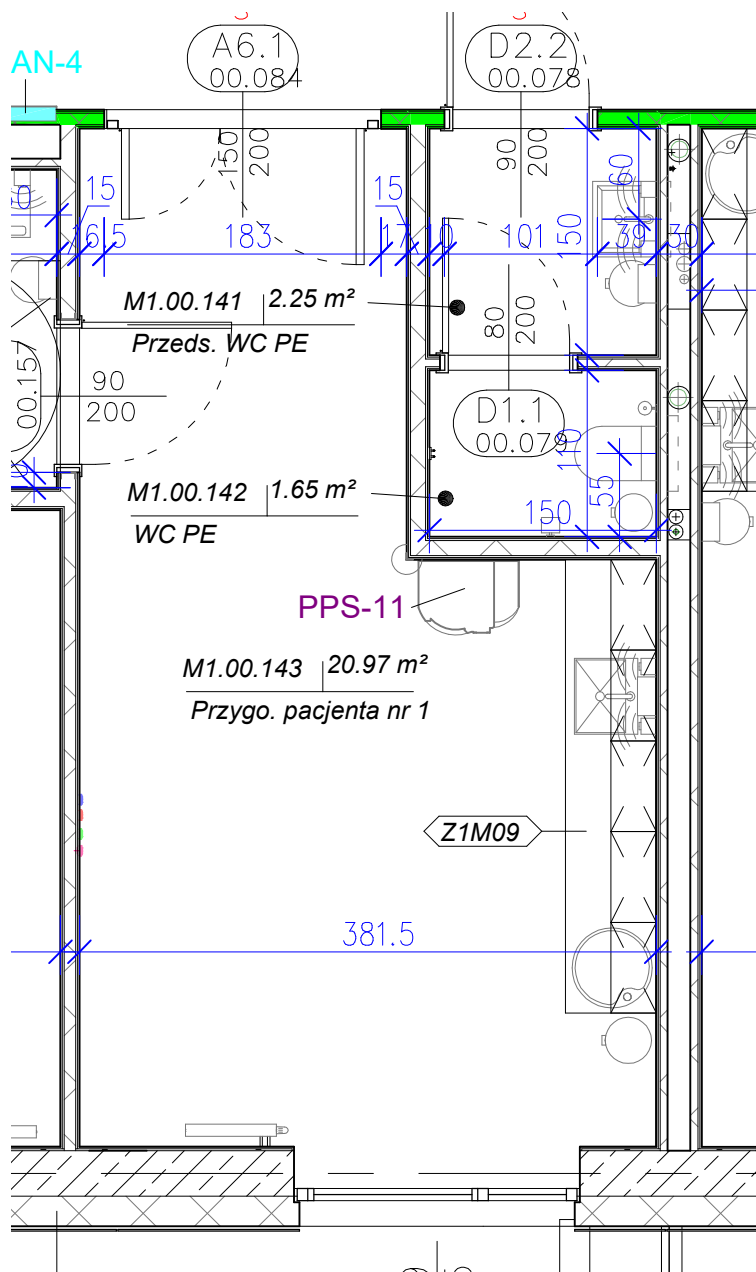 A6.1
00.084
D2.2
00.078
AN-4
150
200
90
200
60
15
15
150
16.5
183
17
10
101
39
30
M1.00.141 2.25 m²
Przeds. WC PE
80
200
00.157
90
200
D1.1
00.079
110
M1.00.142 1.65 m²
WC PE
55
150
PPS-11
M1.00.143 20.97 m²
Przygo. pacjenta nr 1
Z1M09
381.5